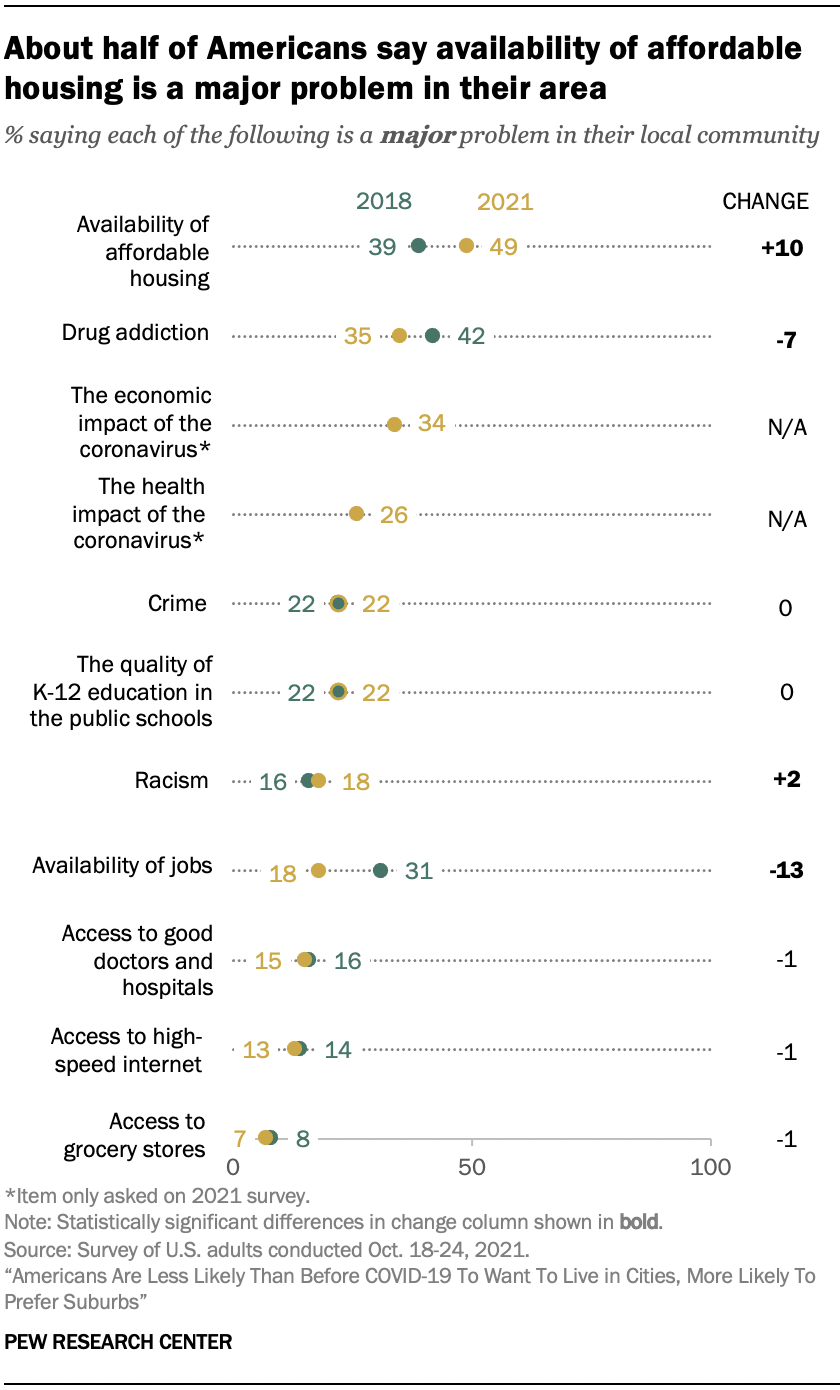 About half of Americans say availability of affordable
housing is a major problem in their area
% saying each of the following is a major problem in their local community
2018 2021 CHANGE
Availability of
affordable
housing
39 49 +10
Drug addiction 35 42 -7
The economic
impact of the
coronavirus*
34 N/A
The health
impact of the
coronavirus*
26 N/A
Crime 22 22 0
The quality of
K-12 education in
the public schools
22 22 0
Racism 16 18 +2
Availability of jobs 18 31 -13
Access to good
doctors and
hospitals
15 16 -1
Access to high-
speed internet
13 14 -1
Access to
grocery stores
7 8 -1
0 50 100
*Item only asked on 2021 survey.
Note: Statistically significant differences in change column shown in bold.
Source: Survey of U.S. adults conducted Oct. 18-24, 2021.
“Americans Are Less Likely Than Before COVID-19 To Want To Live in Cities, More Likely To
Prefer Suburbs”
PEW RESEARCH CENTER